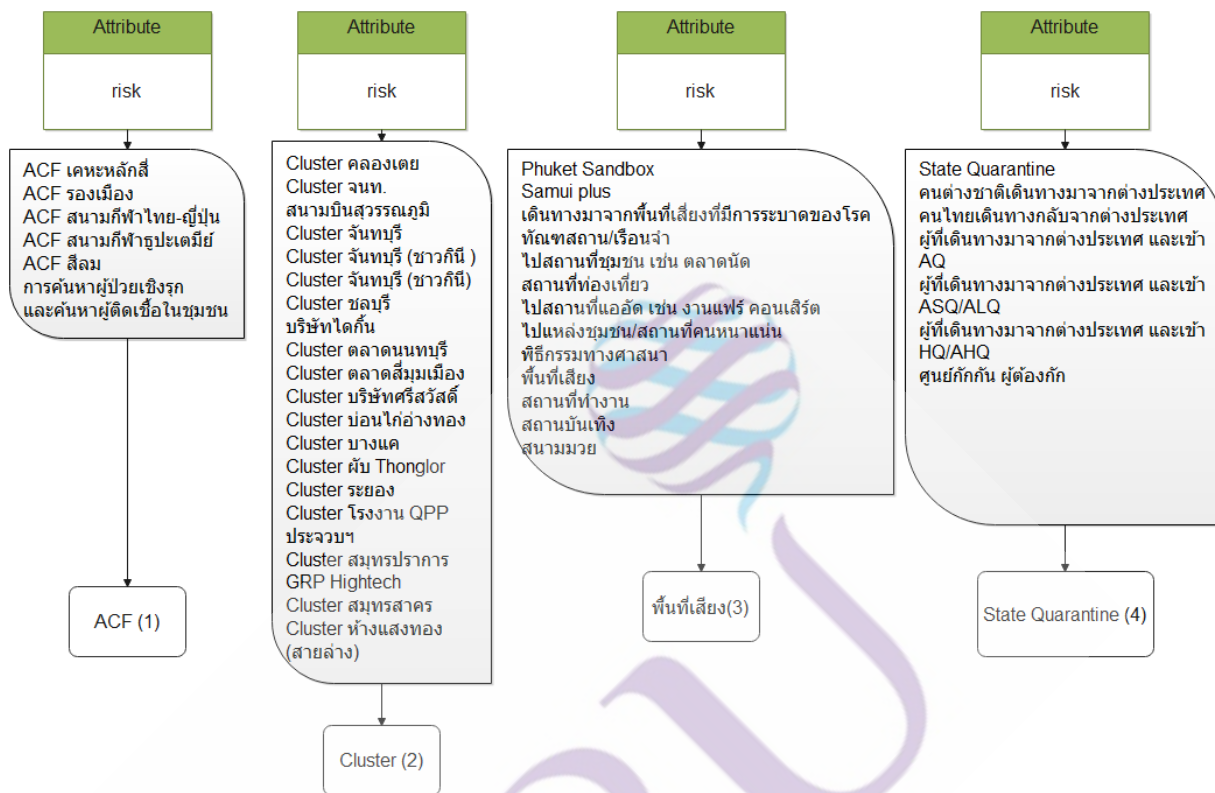 Attribute
risk
ACF เคหะหลักสี่
ACF รองเมือง
ACF สนามกีฬาไทย-ญี่ปุ่น
ACF สนามกีฬาธูปะเตมีย์
ACF สีลม
การค้นหาผู้ป่วยเชิงรุก
และค้นหาผู้ติดเชื้อในชุมชน
ACF (1)
Attribute
risk
Cluster คลองเตย
Cluster จนท.
สนามบินสุวรรณภูมิ
Cluster จันทบุรี
Cluster จันทบุรี (ชาวกินี )
Cluster จันทบุรี (ชาวกินี)
Cluster ชลบุรี
บริษัทไดกิ้น
Cluster ตลาดนนทบุรี
Cluster ตลาดสี่มุมเมือง
Cluster บริษัทศรีสวัสดิ์
Cluster บ่อนไก่อ่างทอง
Cluster บางแค
Cluster ผับ Thonglor
Cluster ระยอง
Cluster โรงงาน QPP
ประจวบฯ
Cluster สมุทรปราการ
GRP Hightech
Cluster สมุทรสาคร
Cluster ห้างแสงทอง
(สายล่าง)
Cluster (2)
Attribute
risk
Phuket Sandbox
Samui plus
เดินทางมาจากพื้นที่เสี่ยงที่มีการระบาดของโรค
ทัณฑสถาน/เรือนจำ
ไปสถานที่ชุมชน เช่น ตลาดนัด
สถานที่ท่องเที่ยว
ไปสถานที่แออัด เช่น งานแฟร์ คอนเสิร์ต
ไปแหล่งชุมชน/สถานที่คนหนาแน่น
พิธีกรรมทางศาสนา
พื้นที่เสี่ยง
สถานที่ทำงาน
สถานบันเทิง
สนามมวย
พื้นที่เสี่ยง(3)
Attribute
risk
State Quarantine
คนต่างชาติเดินทางมาจากต่างประเทศ
คนไทยเดินทางกลับจากต่างประเทศ
ผู้ที่เดินทางมาจากต่างประเทศ และเข้า
AQ
ผู้ที่เดินทางมาจากต่างประเทศ และเข้า
ASQ/ALQ
ผู้ที่เดินทางมาจากต่างประเทศ และเข้า
HQ/AHQ
ศูนย์กักกัน ผู้ต้องกัก
State Quarantine (4)